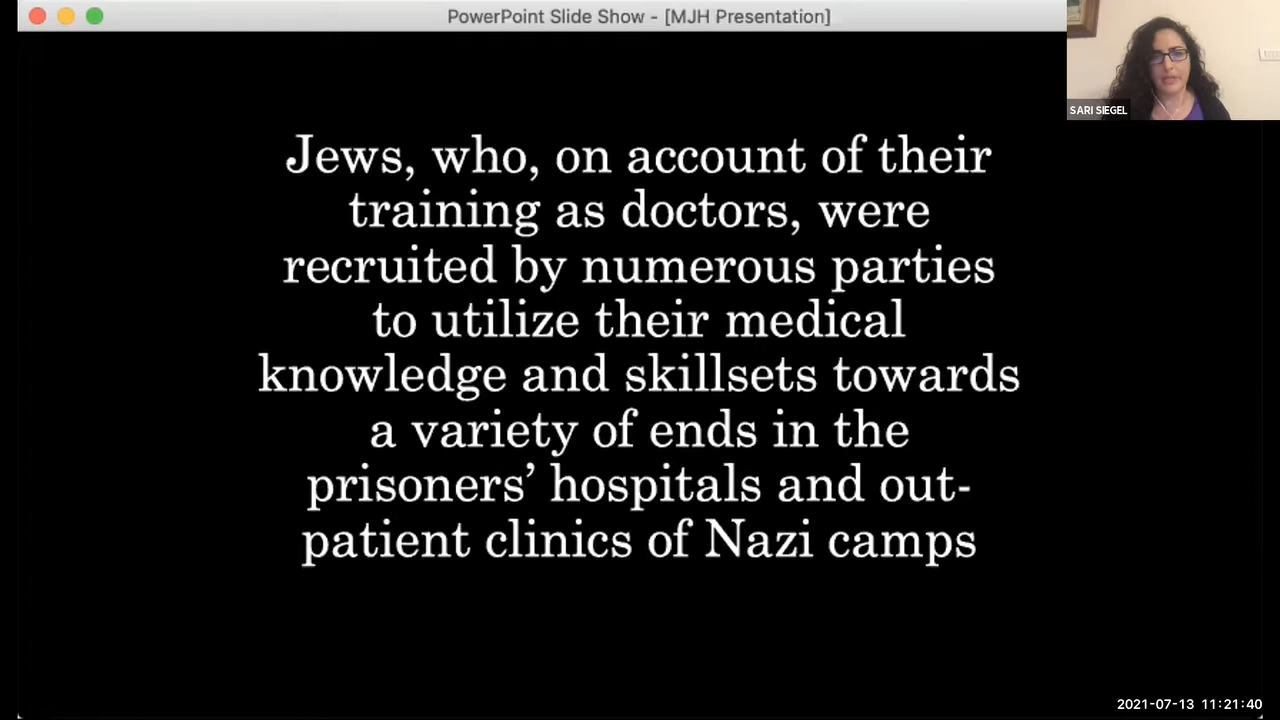 PowerPoint Slide Show - [MJH Presentation]
SARI SIEGEL
Jews, who, on account of their
training as doctors, were
recruited by numerous parties
to utilize their medical
knowledge and skillsets towards
a variety of ends in the
prisoners’ hospitals and out-
patient clinics of Nazi camps
2021-07-13 11:21:40